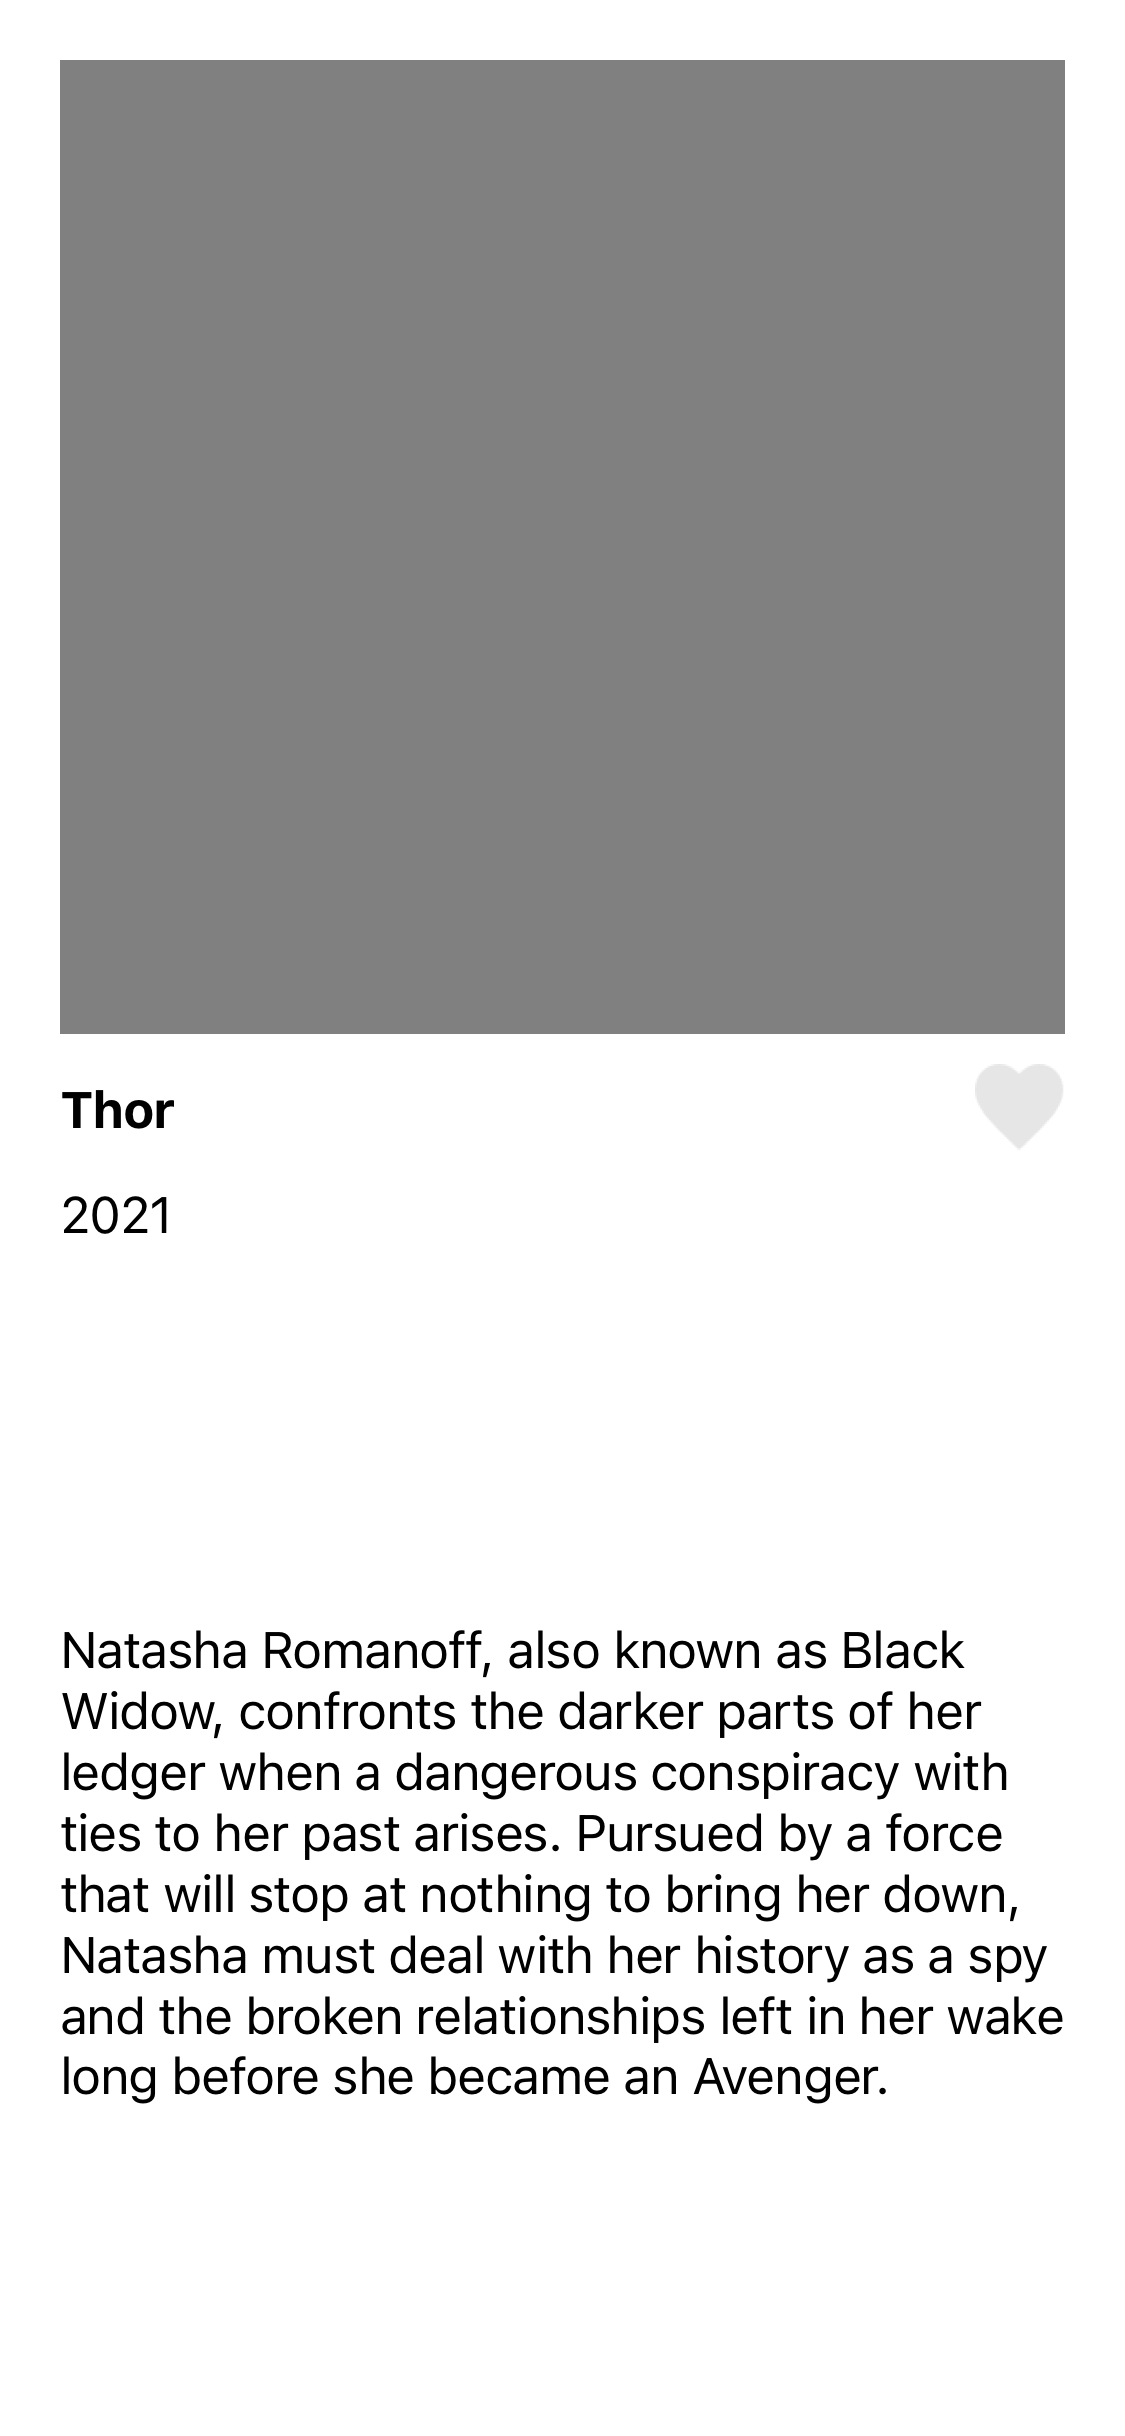 Thor
2021
Natasha Romanoff, also known as Black
Widow, confronts the darker parts of her
ledger when a dangerous conspiracy with
ties to her past arises. Pursued by a force
that will stop at nothing to bring her down,
Natasha must deal with her history as a spy
and the broken relationships left in her wake
long before she became an Avenger.